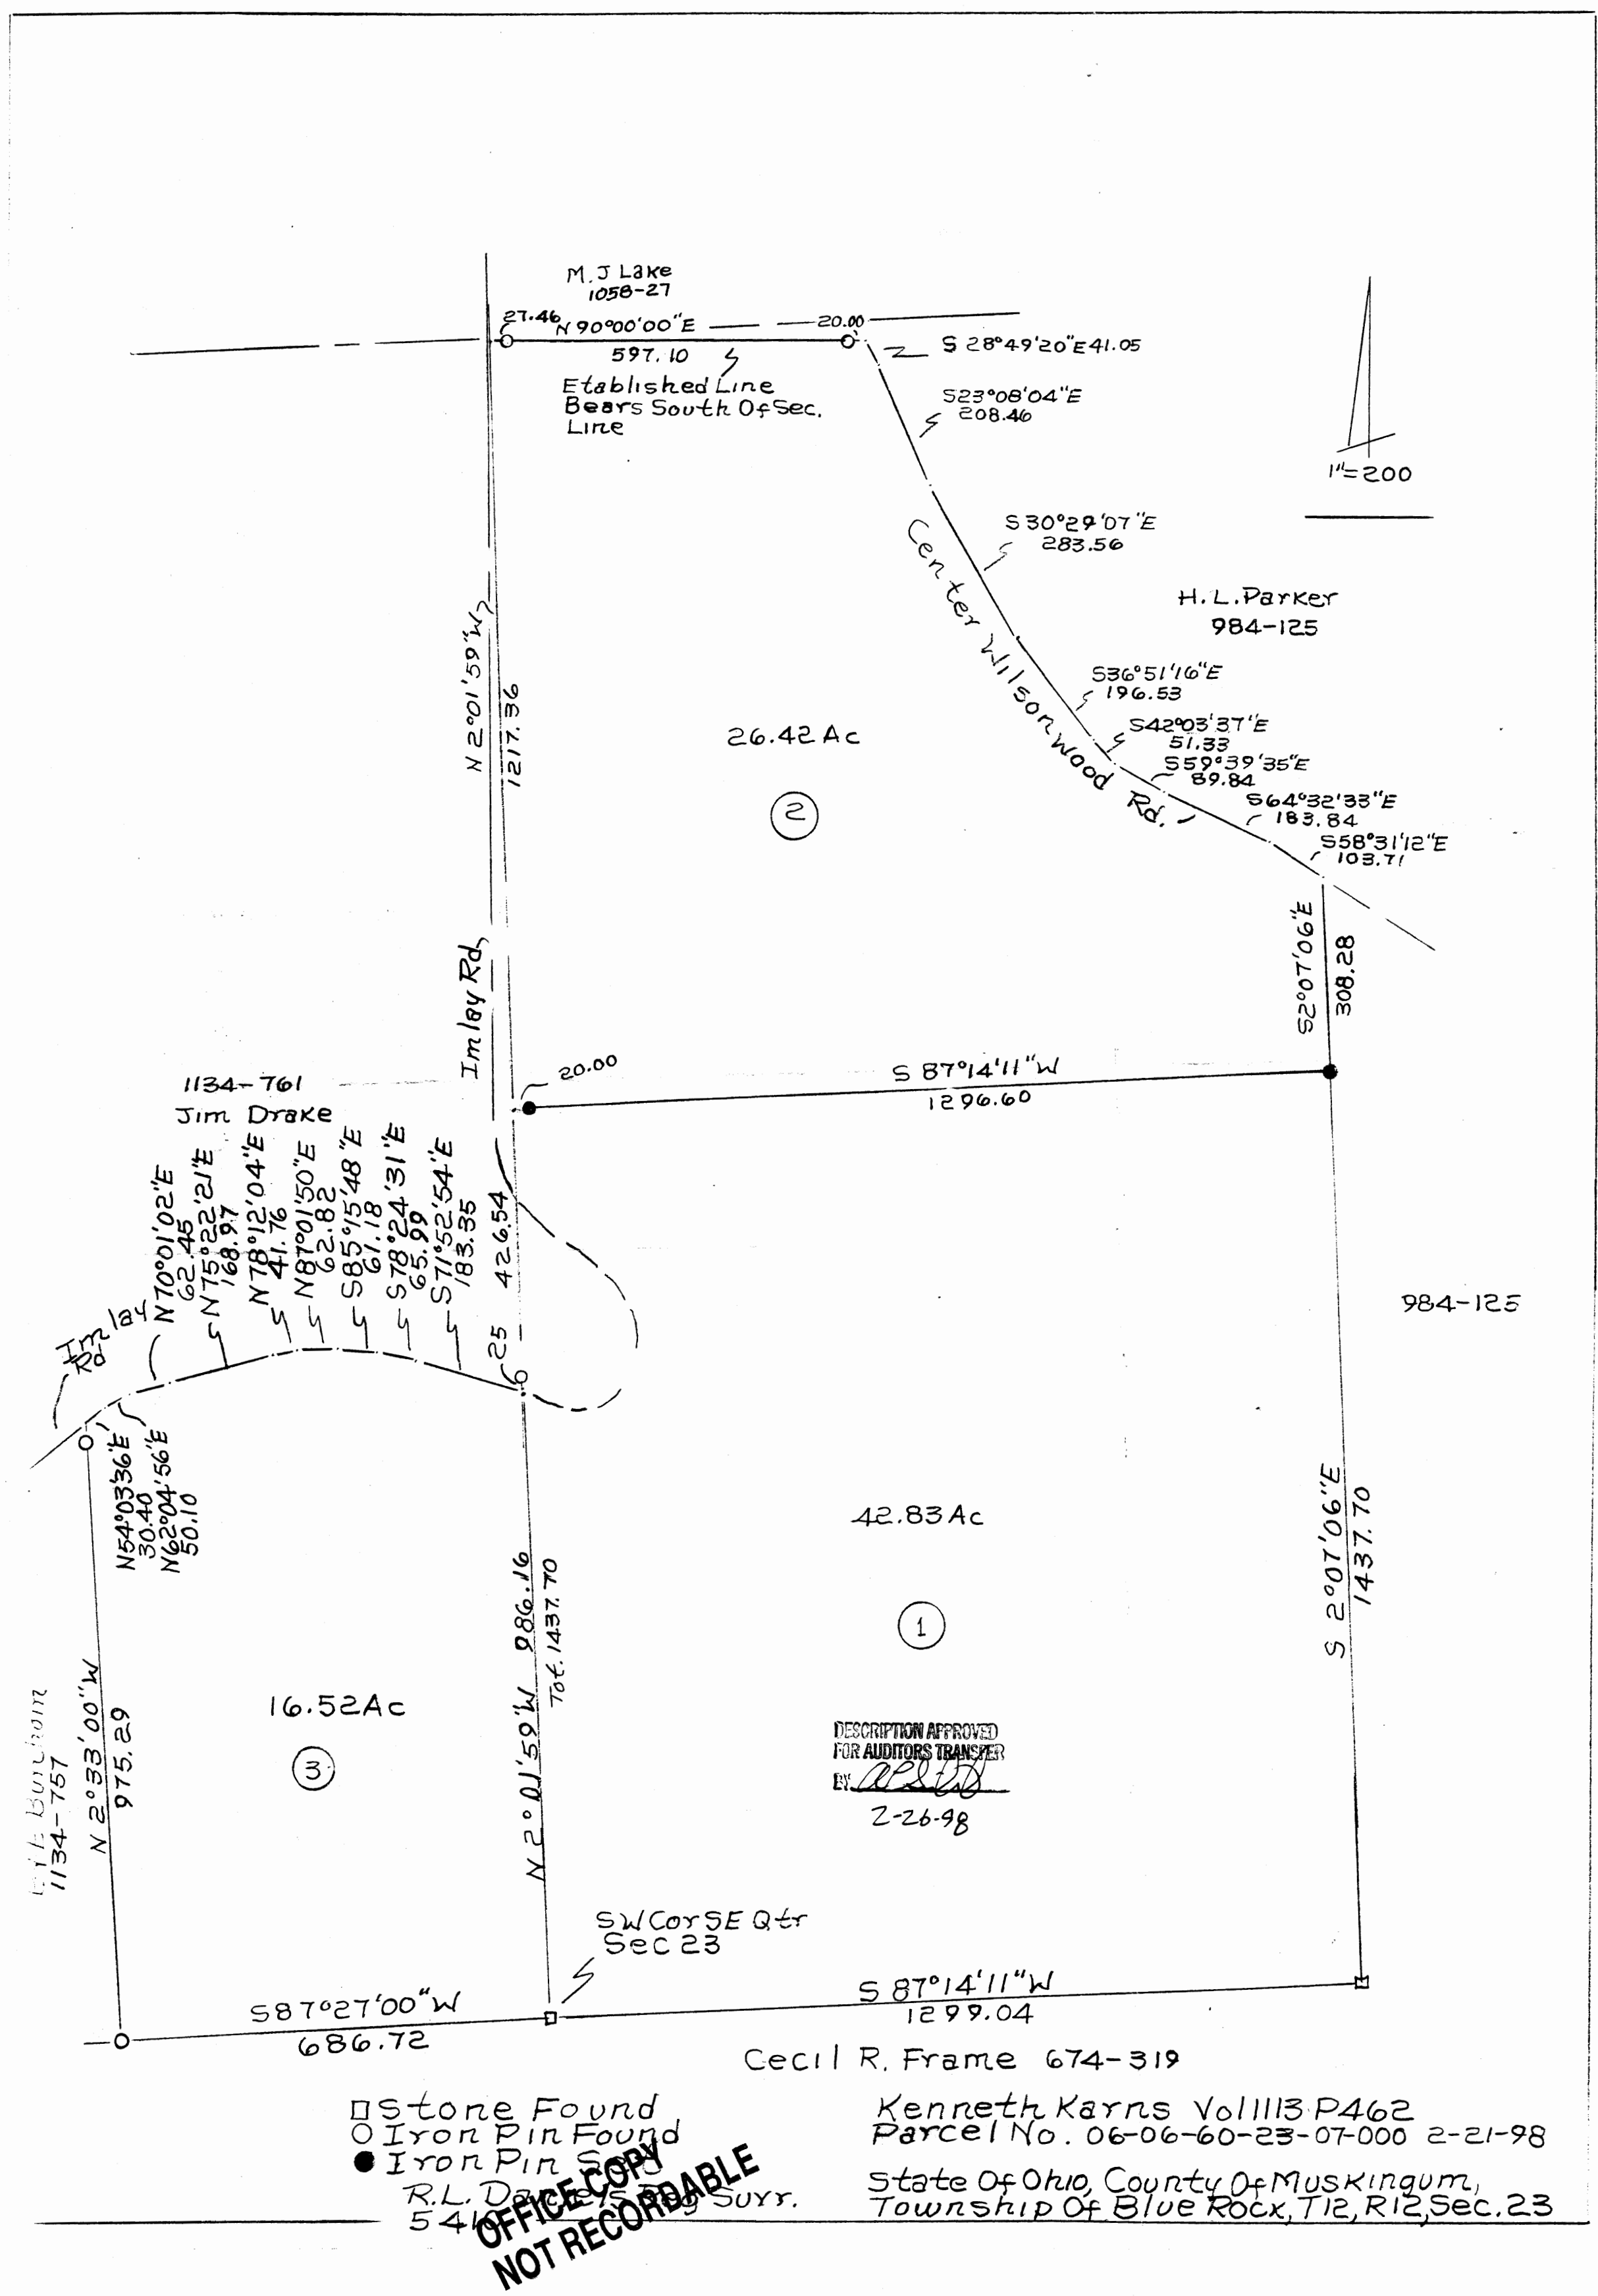 M. J Lake
1058-27
27.46
N 90°00'00"E
20.00
597.10
S 28°49'20"E 41.05
Etablished Line
Bears South Of Sec.
Line
S23°08'04"E
208.46
1"=200
S30°29'07"E
283.56
Center Wilsonwood Rd.
H. L. Parker
984-125
N 2°01'59"W
1217.36
S36°51'16"E
196.53
S42°03'37"E
51.33
S59°39'35"E
89.84
S64°32'33"E
183.84
S58°31'12"E
103.71
26.42 Ac
2
S2°07'06"E
308.28
Imlay Rd
20.00
S 87°14'11"W
1296.60
1134-761
Jim Drake
N70°01'02"E
62.45
N75°22'21"E
168.97
N78°12'04"E
41.76
N87°01'50"E
62.82
S85°15'48"E
61.18
S78°24'31"E
65.99
S71°52'54"E
183.35
25
426.54
984-125
Imlay
Rd
N54°03'36"E
30.40
N62°04'56"E
50.10
42.83 Ac
1
S 2°07'06"E
1437.70
N 2°01'59"W 986.16
Tot. 1437.70
N 2°33'00"W
975.29
1134-757
16.52 Ac
3
DESCRIPTION APPROVED
FOR AUDITORS TRANSFER
BY
2-26-98
SW Cor SE Qtr
Sec 23
S87°27'00"W
686.72
S 87°14'11"W
1299.04
Cecil R. Frame 674-319
Stone Found
Iron Pin Found
Iron Pin
R.L. Surr.
OFFICE COPY
NOT RECORDABLE
Kenneth Karns Vol 1113 P462
Parcel No. 06-06-60-23-07-000 2-21-98
State Of Ohio, County Of Muskingum,
Township Of Blue Rock, T12, R12, Sec. 23